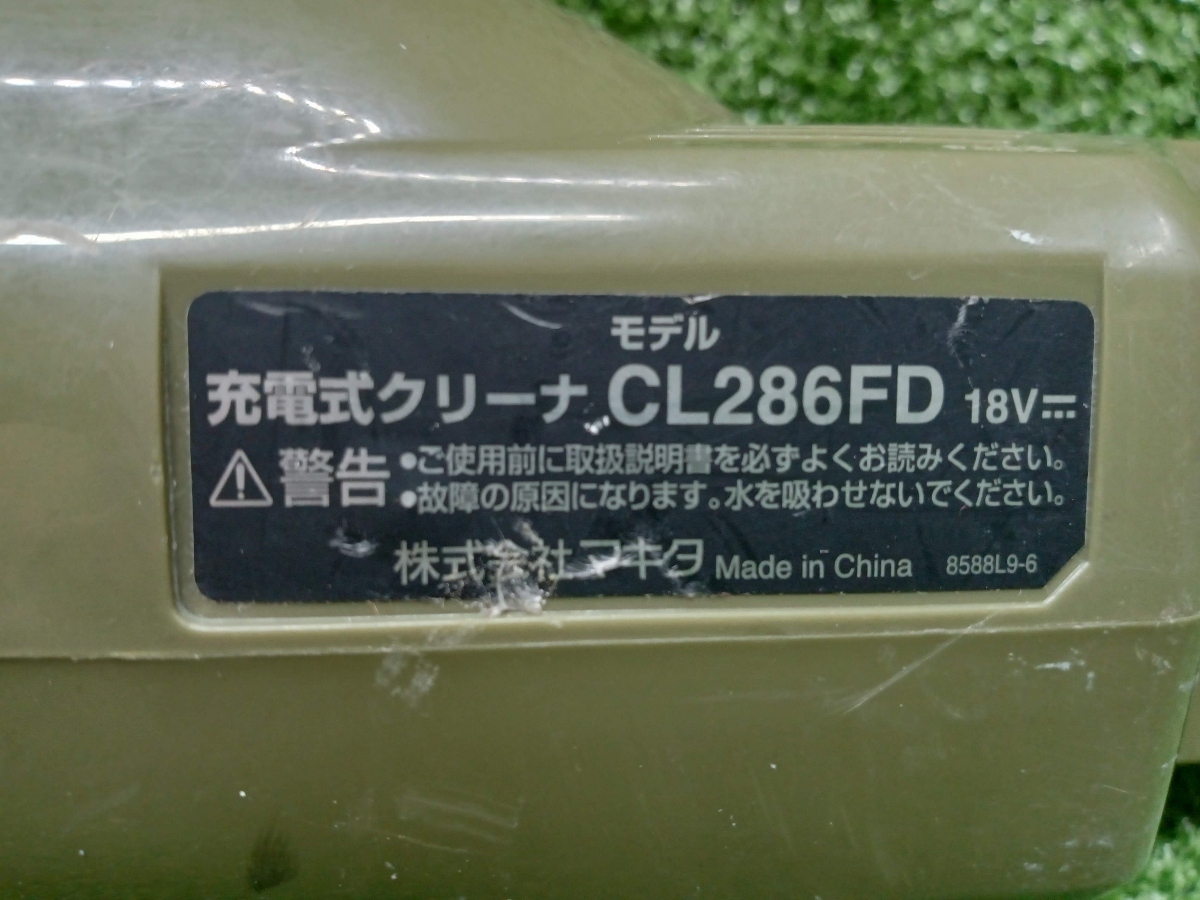 モデル
充電式クリーナ CL286FD 18V⎓
⚠警告 •ご使用前に取扱説明書を必ずよくお読みください。
•故障の原因になります。水を吸わせないでください。
株式会社マキタ Made in China 8588L9-6